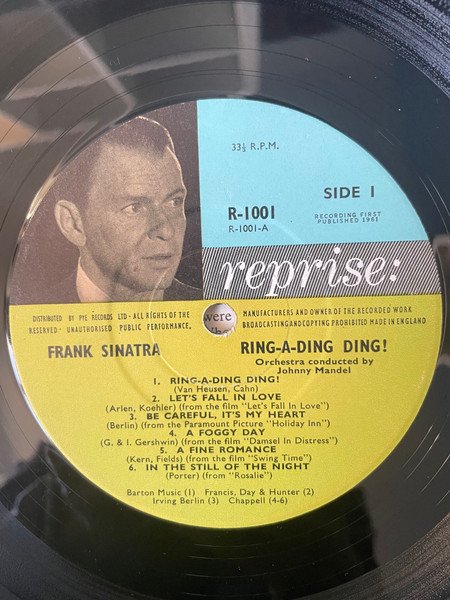 33⅓ R.P.M.
SIDE 1
R-1001
R-1001-A
RECORDING FIRST
PUBLISHED 1961
reprise:
DISTRIBUTED BY PYE RECORDS LTD · ALL RIGHTS OF THE
RESERVED · UNAUTHORISED PUBLIC PERFORMANCE,
were
MANUFACTURERS AND OWNER OF THE RECORDED WORK
BROADCASTING AND COPYING PROHIBITED MADE IN ENGLAND
FRANK SINATRA
RING-A-DING DING!
Orchestra conducted by
Johnny Mandel
1. RING-A-DING DING!
(Van Heusen, Cahn)
2. LET'S FALL IN LOVE
(Arlen, Koehler) (from the film "Let's Fall In Love")
3. BE CAREFUL, IT'S MY HEART
(Berlin) (from the Paramount Picture "Holiday Inn")
4. A FOGGY DAY
(G. & I. Gershwin) (from the film "Damsel In Distress")
5. A FINE ROMANCE
(Kern, Fields) (from the film "Swing Time")
6. IN THE STILL OF THE NIGHT
(Porter) (from "Rosalie")
Barton Music (1) Francis, Day & Hunter (2)
Irving Berlin (3) Chappell (4-6)